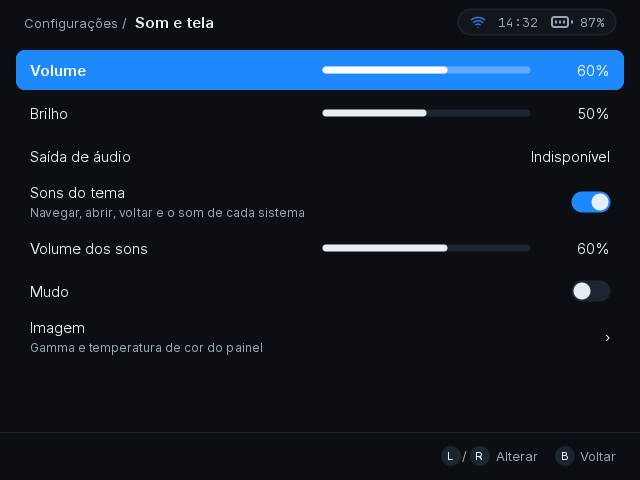 Configurações / Som e tela
14:32 87%
Volume 60%
Brilho 50%
Saída de áudio Indisponível
Sons do tema
Navegar, abrir, voltar e o som de cada sistema
Volume dos sons 60%
Mudo
Imagem ›
Gamma e temperatura de cor do painel
L / R Alterar B Voltar